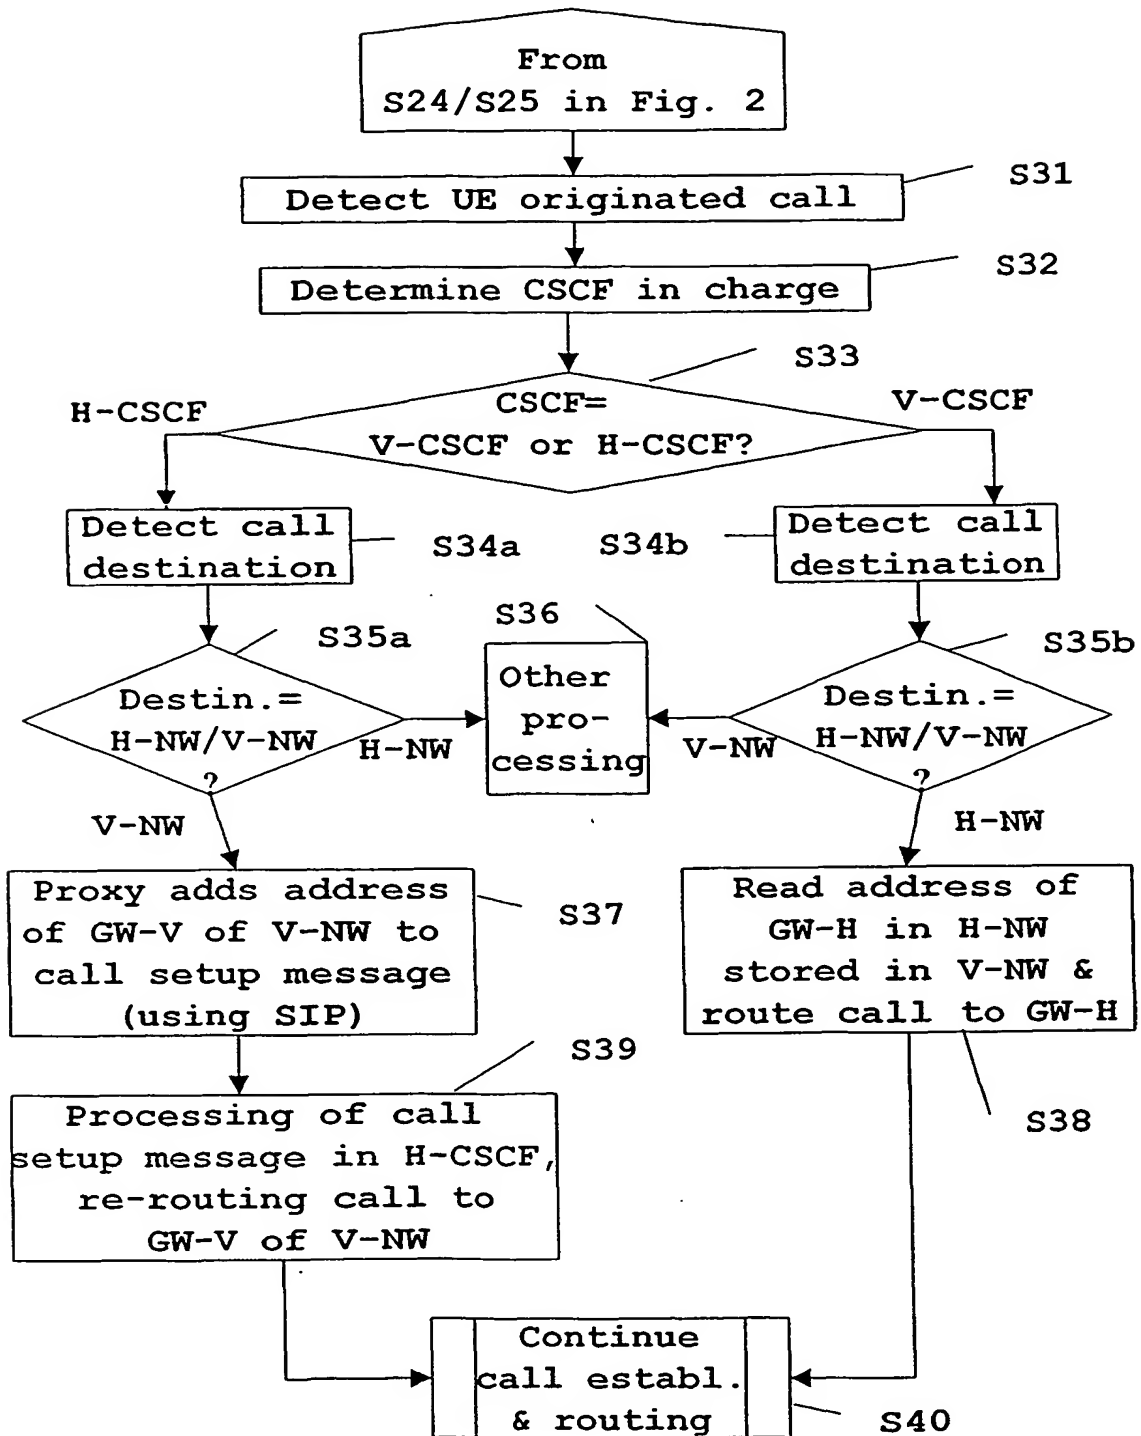 From
S24/S25 in Fig. 2
S31
Detect UE originated call
S32
Determine CSCF in charge
S33
H-CSCF
V-CSCF
CSCF=
V-CSCF or H-CSCF?
Detect call
destination
S34a
S34b
Detect call
destination
S36
S35a
S35b
Destin.=
H-NW/V-NW
?
H-NW
Other
pro-
cessing
V-NW
Destin.=
H-NW/V-NW
?
V-NW
H-NW
Proxy adds address
of GW-V of V-NW to
call setup message
(using SIP)
S37
Read address of
GW-H in H-NW
stored in V-NW &
route call to GW-H
S39
S38
Processing of call
setup message in H-CSCF,
re-routing call to
GW-V of V-NW
Continue
call establ.
& routing
S40